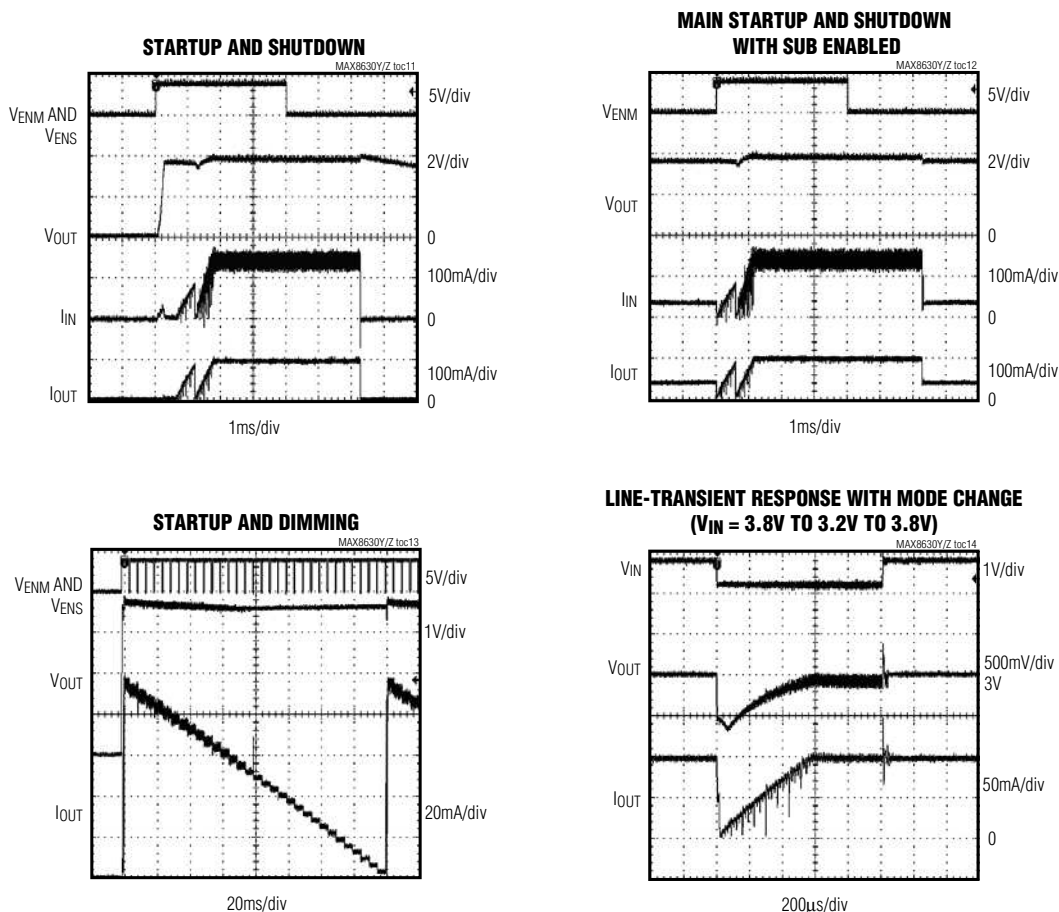 STARTUP AND SHUTDOWN
MAX8630Y/Z toc11
VENM AND
VENS
5V/div
2V/div
VOUT
0
100mA/div
IIN
0
100mA/div
IOUT
0
1ms/div
MAIN STARTUP AND SHUTDOWN
WITH SUB ENABLED
MAX8630Y/Z toc12
VENM
5V/div
2V/div
VOUT
0
100mA/div
IIN
0
IOUT
100mA/div
0
1ms/div
STARTUP AND DIMMING
MAX8630Y/Z toc13
VENM AND
VENS
5V/div
1V/div
VOUT
IOUT
20mA/div
20ms/div
LINE-TRANSIENT RESPONSE WITH MODE CHANGE
(VIN = 3.8V TO 3.2V TO 3.8V)
MAX8630Y/Z toc14
VIN
1V/div
VOUT
500mV/div
3V
50mA/div
IOUT
0
200µs/div